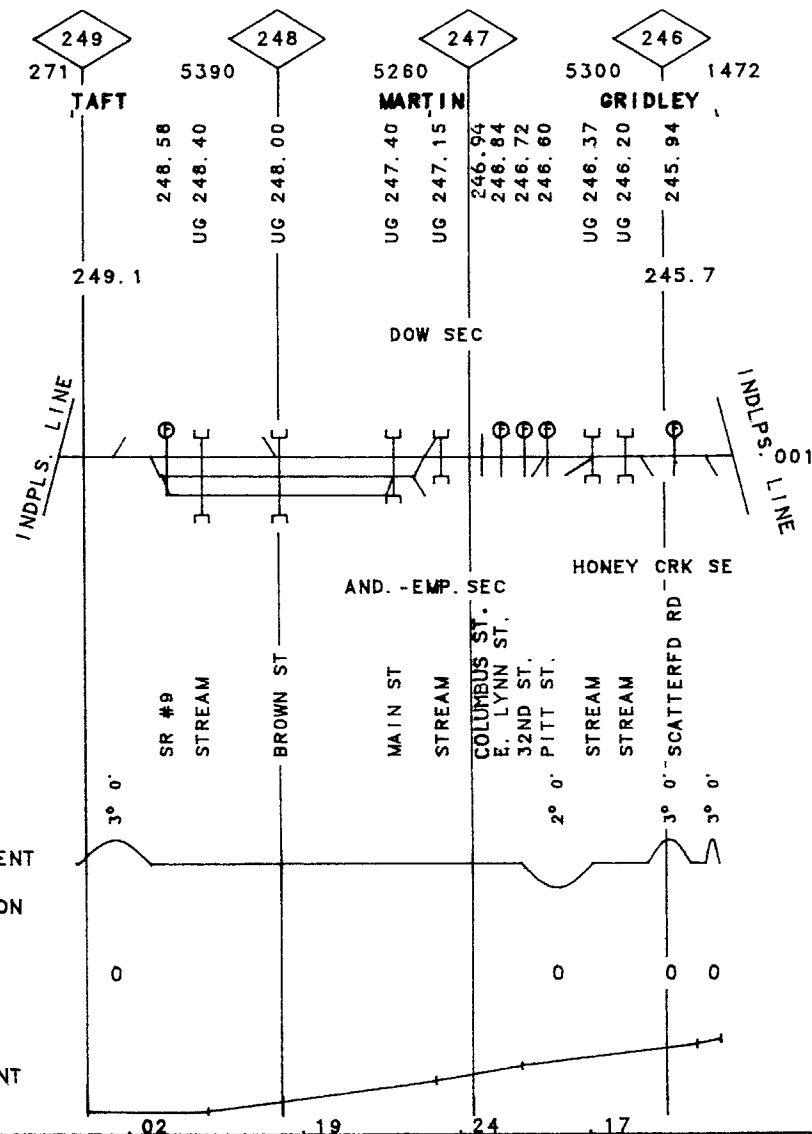 249 248 247 246
271 5390 5260 5300 1472
TAFT MARTIN GRIDLEY
248.58
UG 248.40
UG 248.00
UG 247.40
UG 247.15
246.94
246.84
246.72
246.60
UG 246.37
UG 246.20
245.94
249.1 245.7
DOW SEC
INDPLS. LINE
F F F F F
INDLPS. LINE
001
HONEY CRK SE
AND.-EMP.SEC
SR #9
STREAM
BROWN ST
MAIN ST
STREAM
COLUMBUS ST.
E. LYNN ST.
32ND ST.
PITT ST.
STREAM
STREAM
SCATTERFD RD
3° 0' 2° 0' 3° 0' 3° 0'
ENT
ON
0 0 0 0
NT
.02 .19 .24 .17